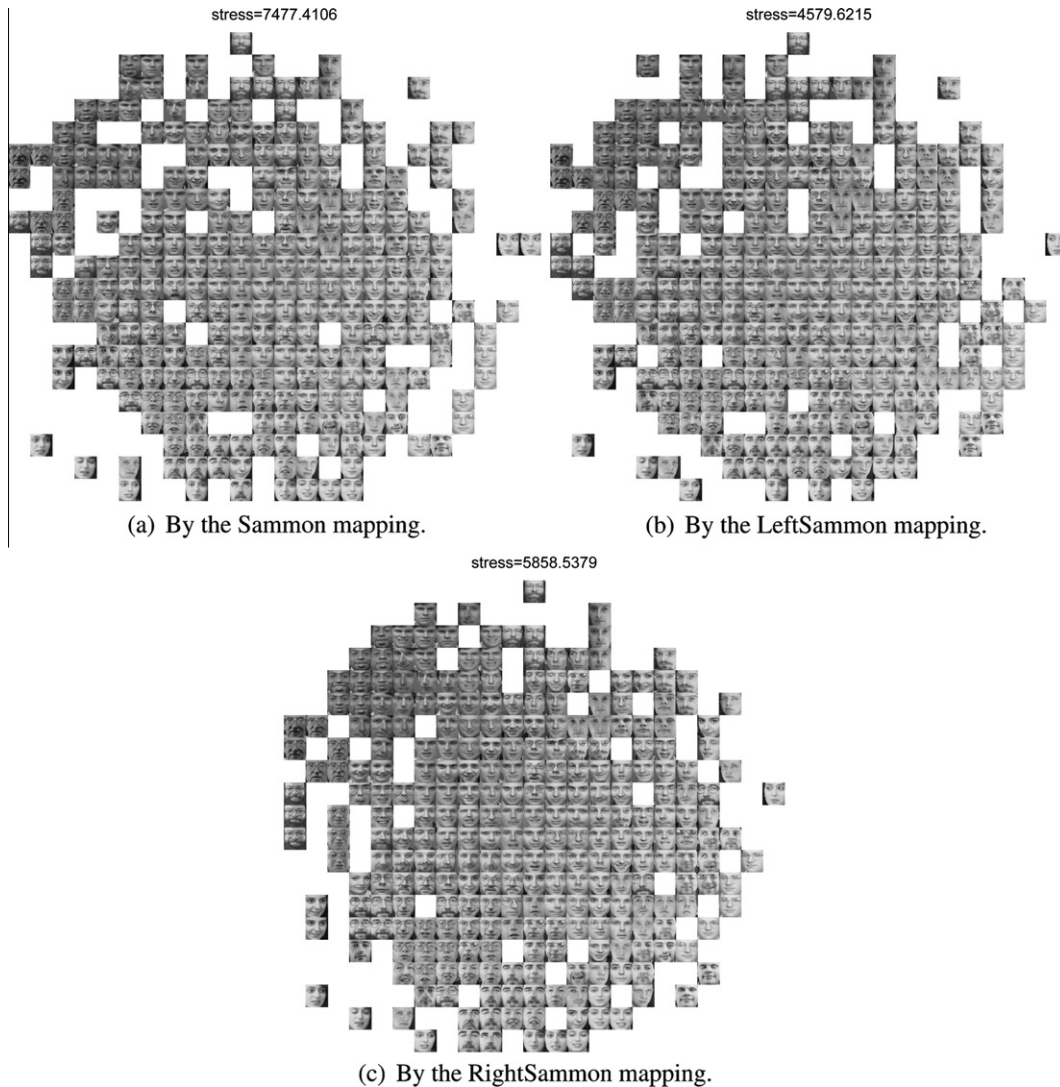 stress=7477.4106
stress=4579.6215
(a) By the Sammon mapping.
(b) By the LeftSammon mapping.
stress=5858.5379
(c) By the RightSammon mapping.